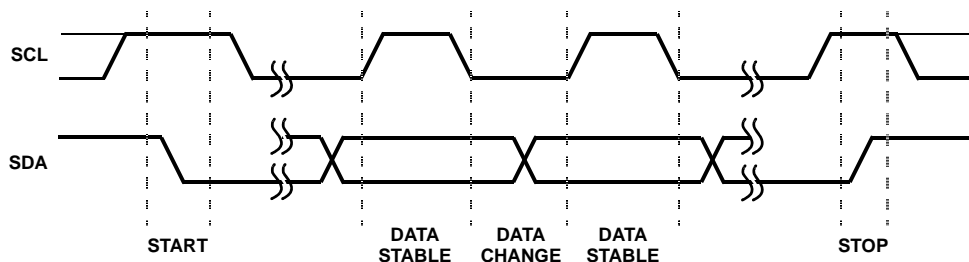 SCL
SDA
START
DATA
STABLE
DATA
CHANGE
DATA
STABLE
STOP